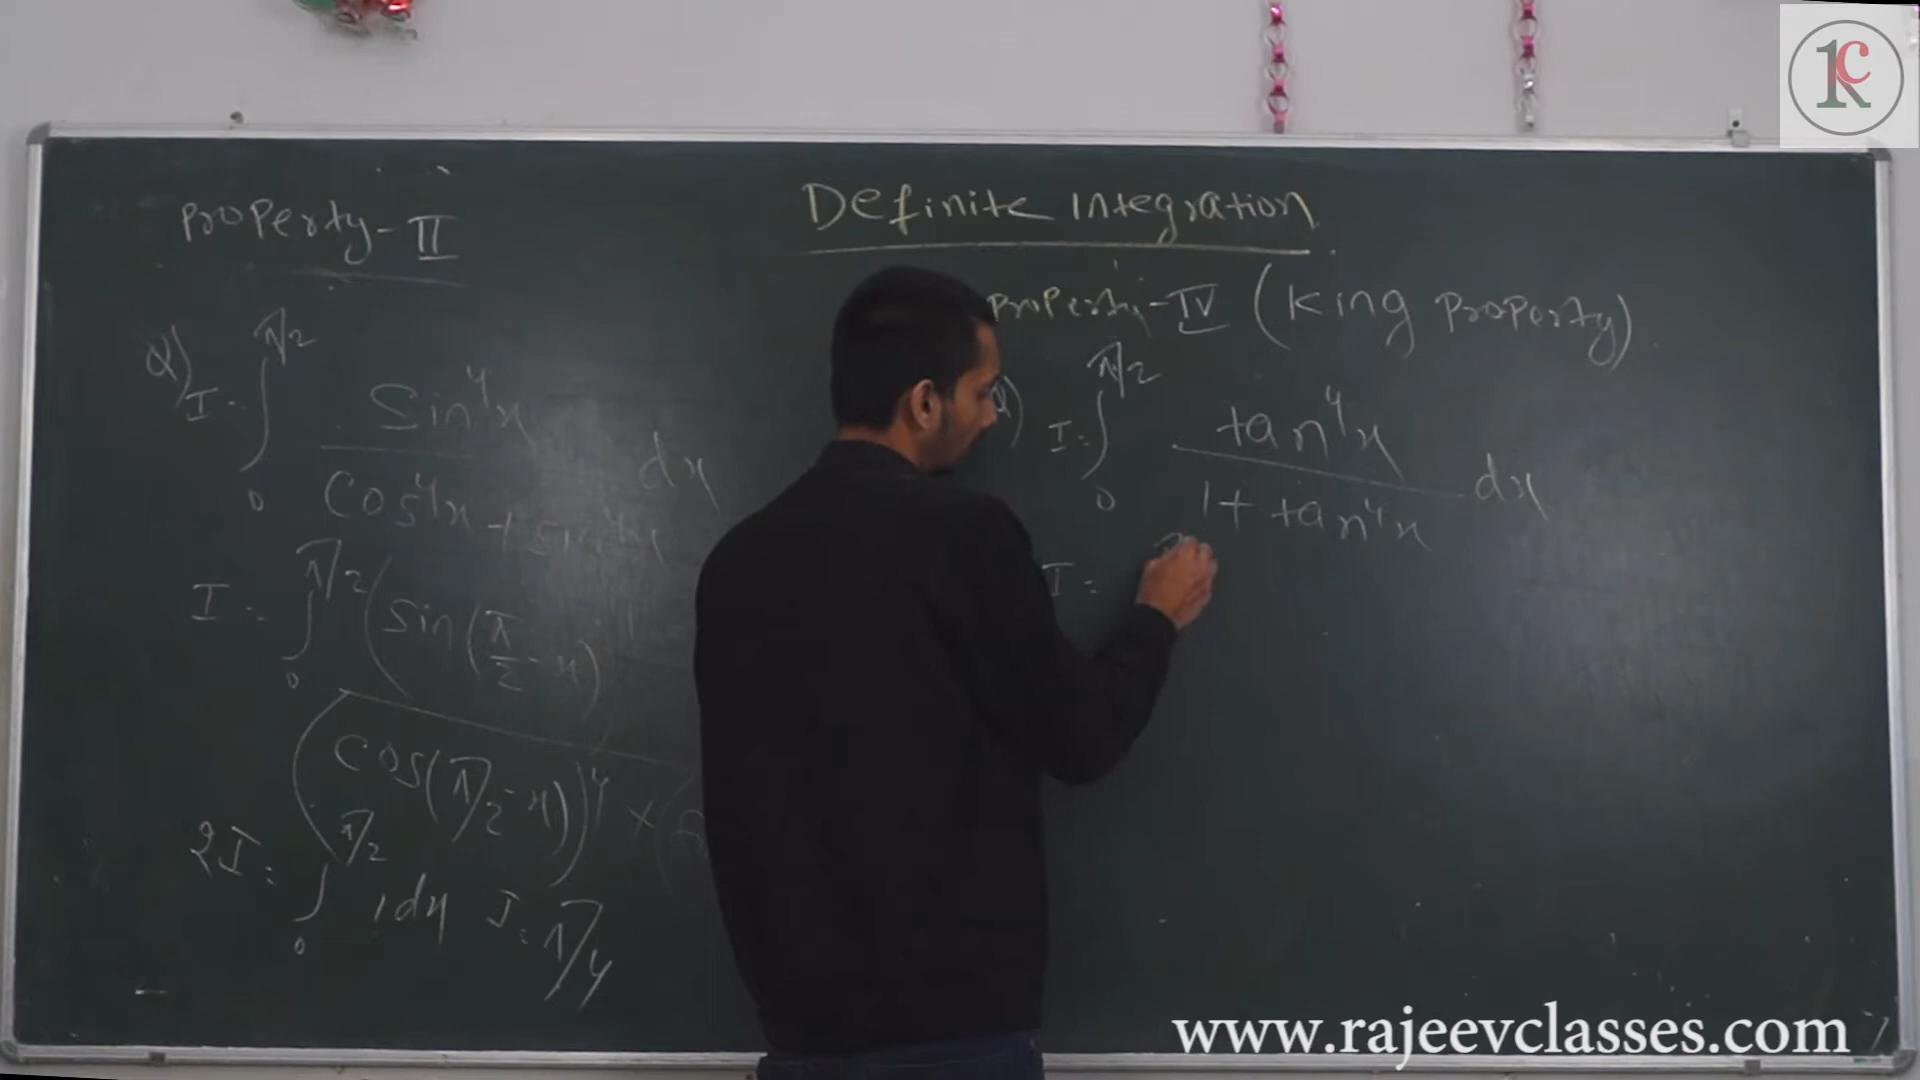 Definite Integration
Property-II
Q) I = ∫₀^π/2 Sin⁴x / Cos⁴x + sin⁴x dx
I = ∫₀^π/2 (Sin(π/2 - x)
(Cos(π/2 - x))⁴ + (
2I = ∫₀^π/2 1dx I = π/4
Property-IV (King Property)
I = ∫₀^π/2 tan⁴x / 1 + tan⁴x dx
I =
www.rajeevclasses.com